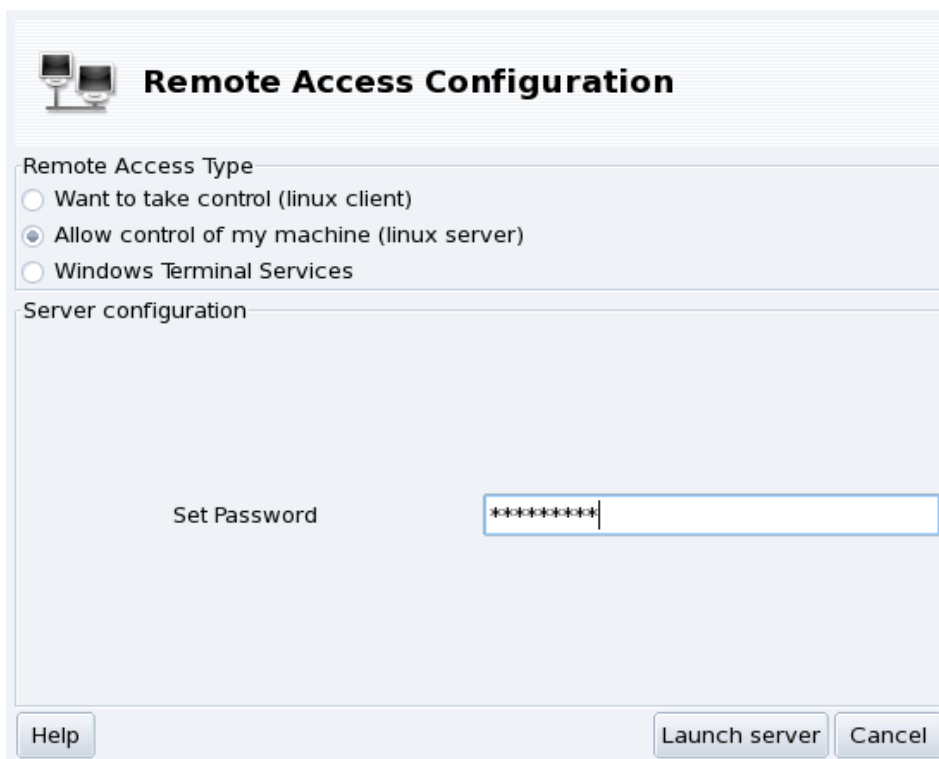 Remote Access Configuration
Remote Access Type
Want to take control (linux client)
Allow control of my machine (linux server)
Windows Terminal Services
Server configuration
Set Password *********
Help Launch server Cancel